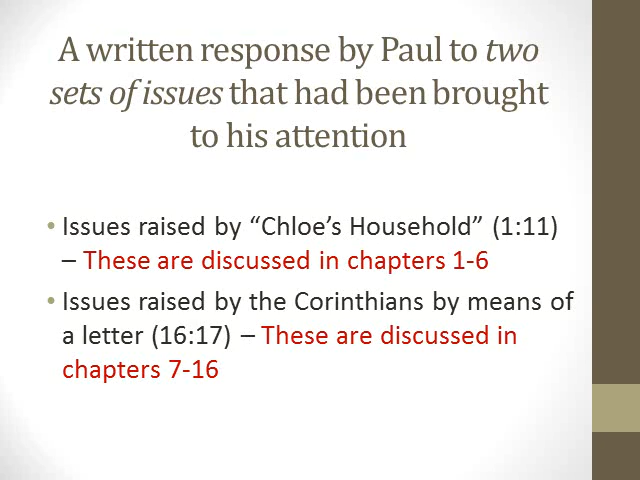 A written response by Paul to two
sets of issues that had been brought
to his attention
• Issues raised by “Chloe’s Household” (1:11)
– These are discussed in chapters 1-6
• Issues raised by the Corinthians by means of
a letter (16:17) – These are discussed in
chapters 7-16